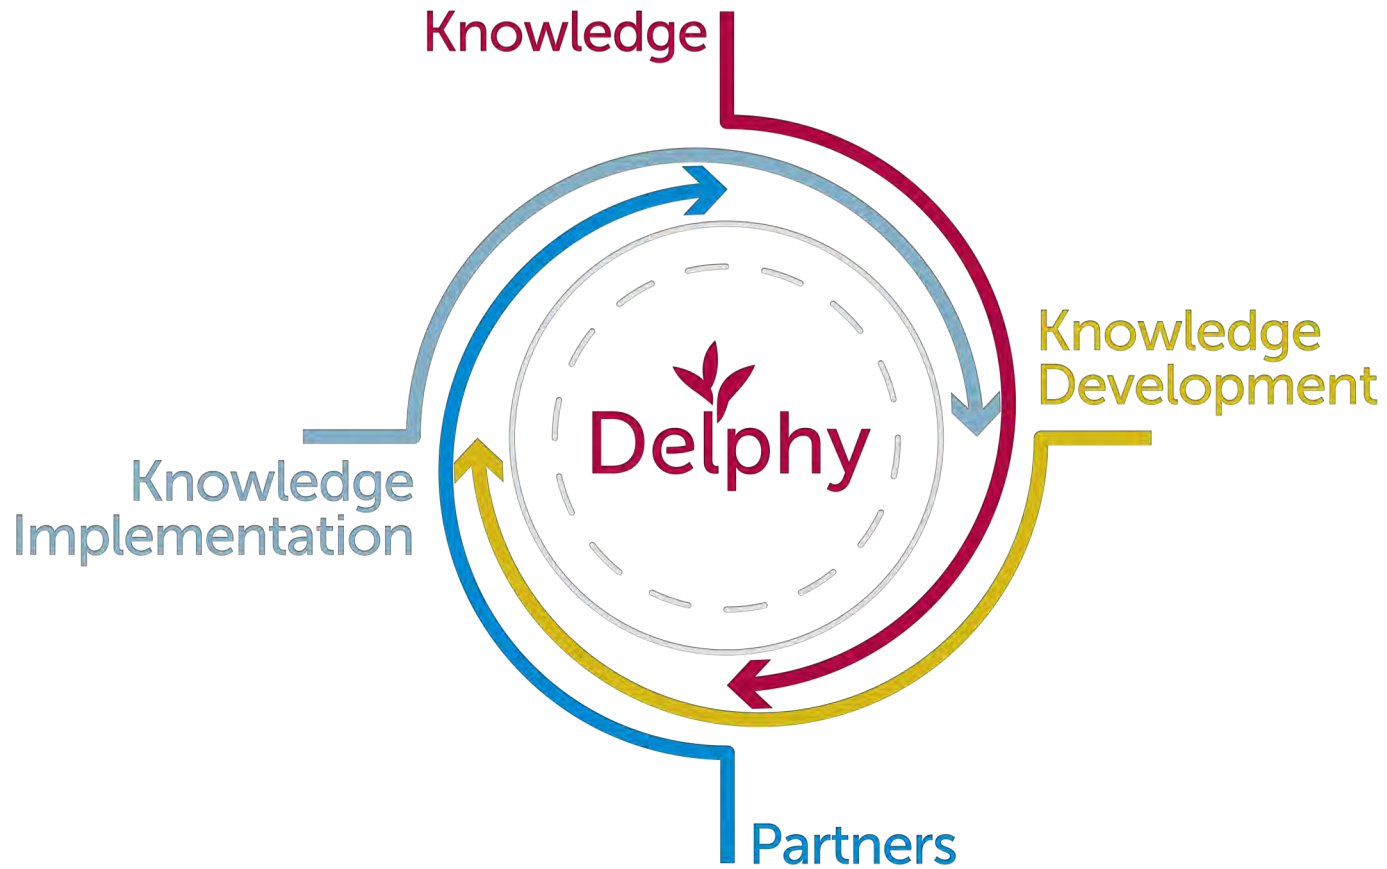 Knowledge
Knowledge
Development
Delphy
Knowledge
Implementation
Partners